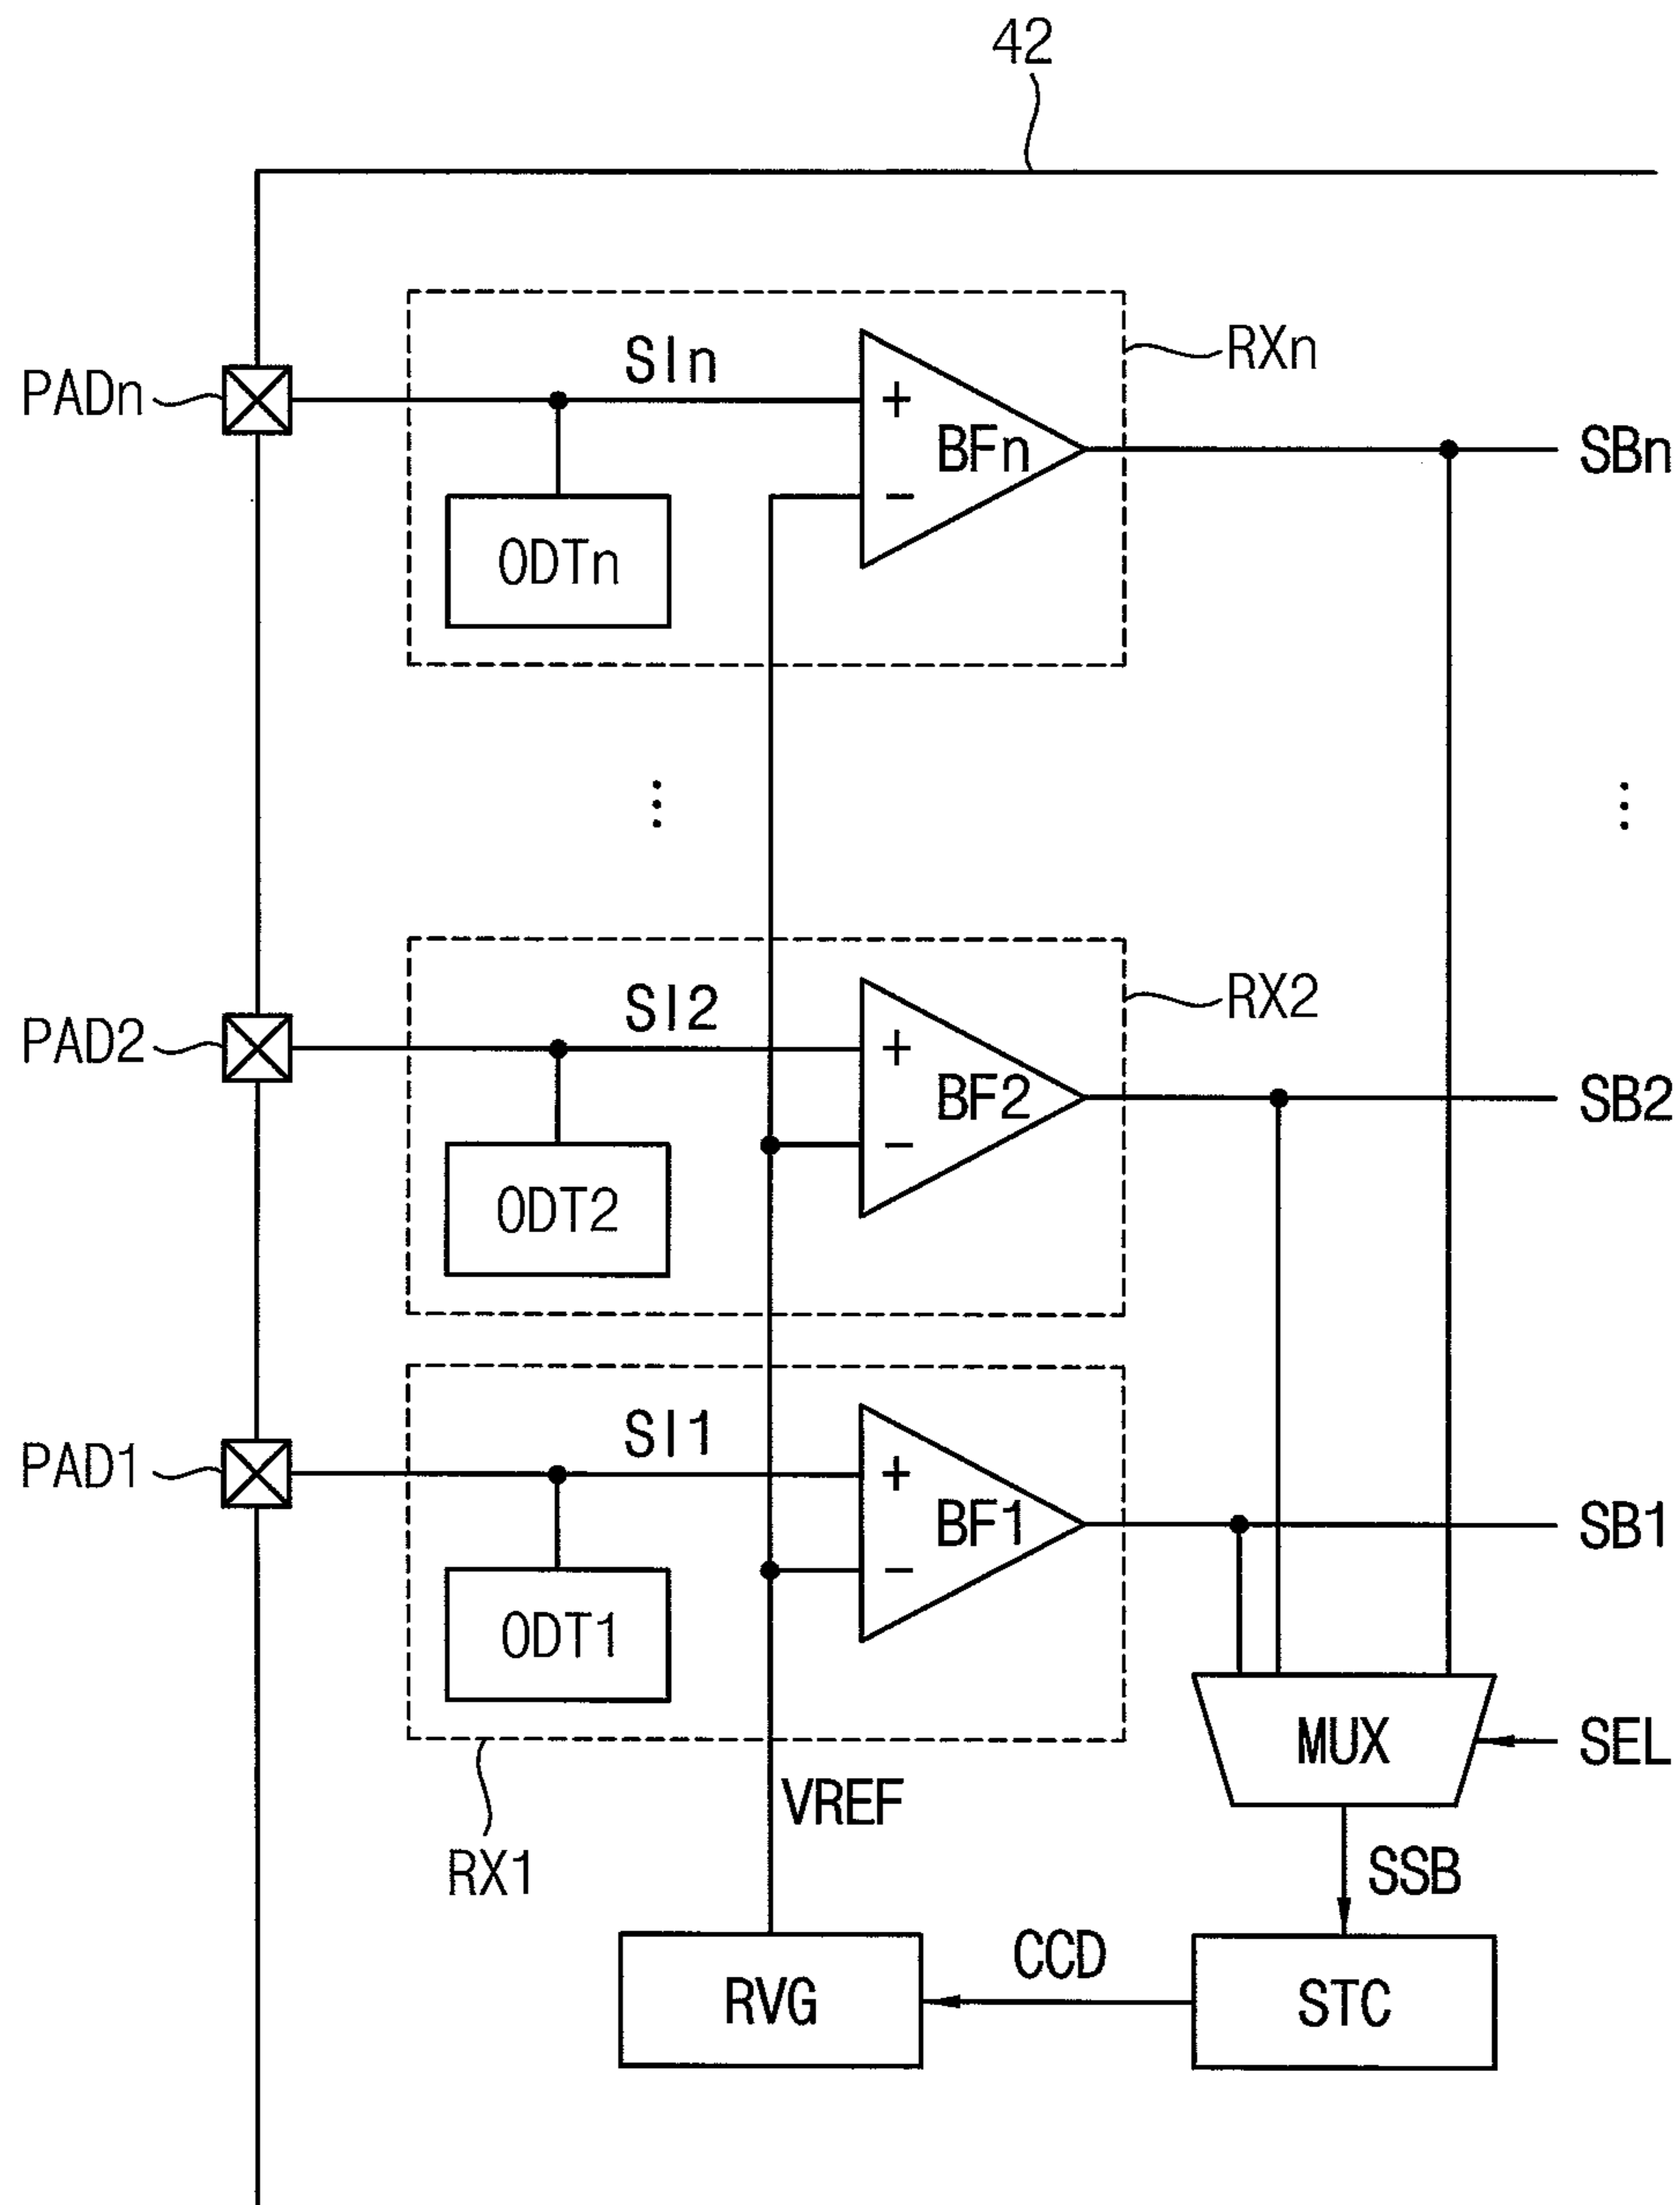 42
SIn
RXn
PADn
+
BFn
SBn
−
ODTn
⋮
⋮
SI2
RX2
PAD2
+
BF2
SB2
−
ODT2
SI1
PAD1
+
BF1
SB1
−
ODT1
MUX
SEL
VREF
RX1
SSB
CCD
RVG
STC